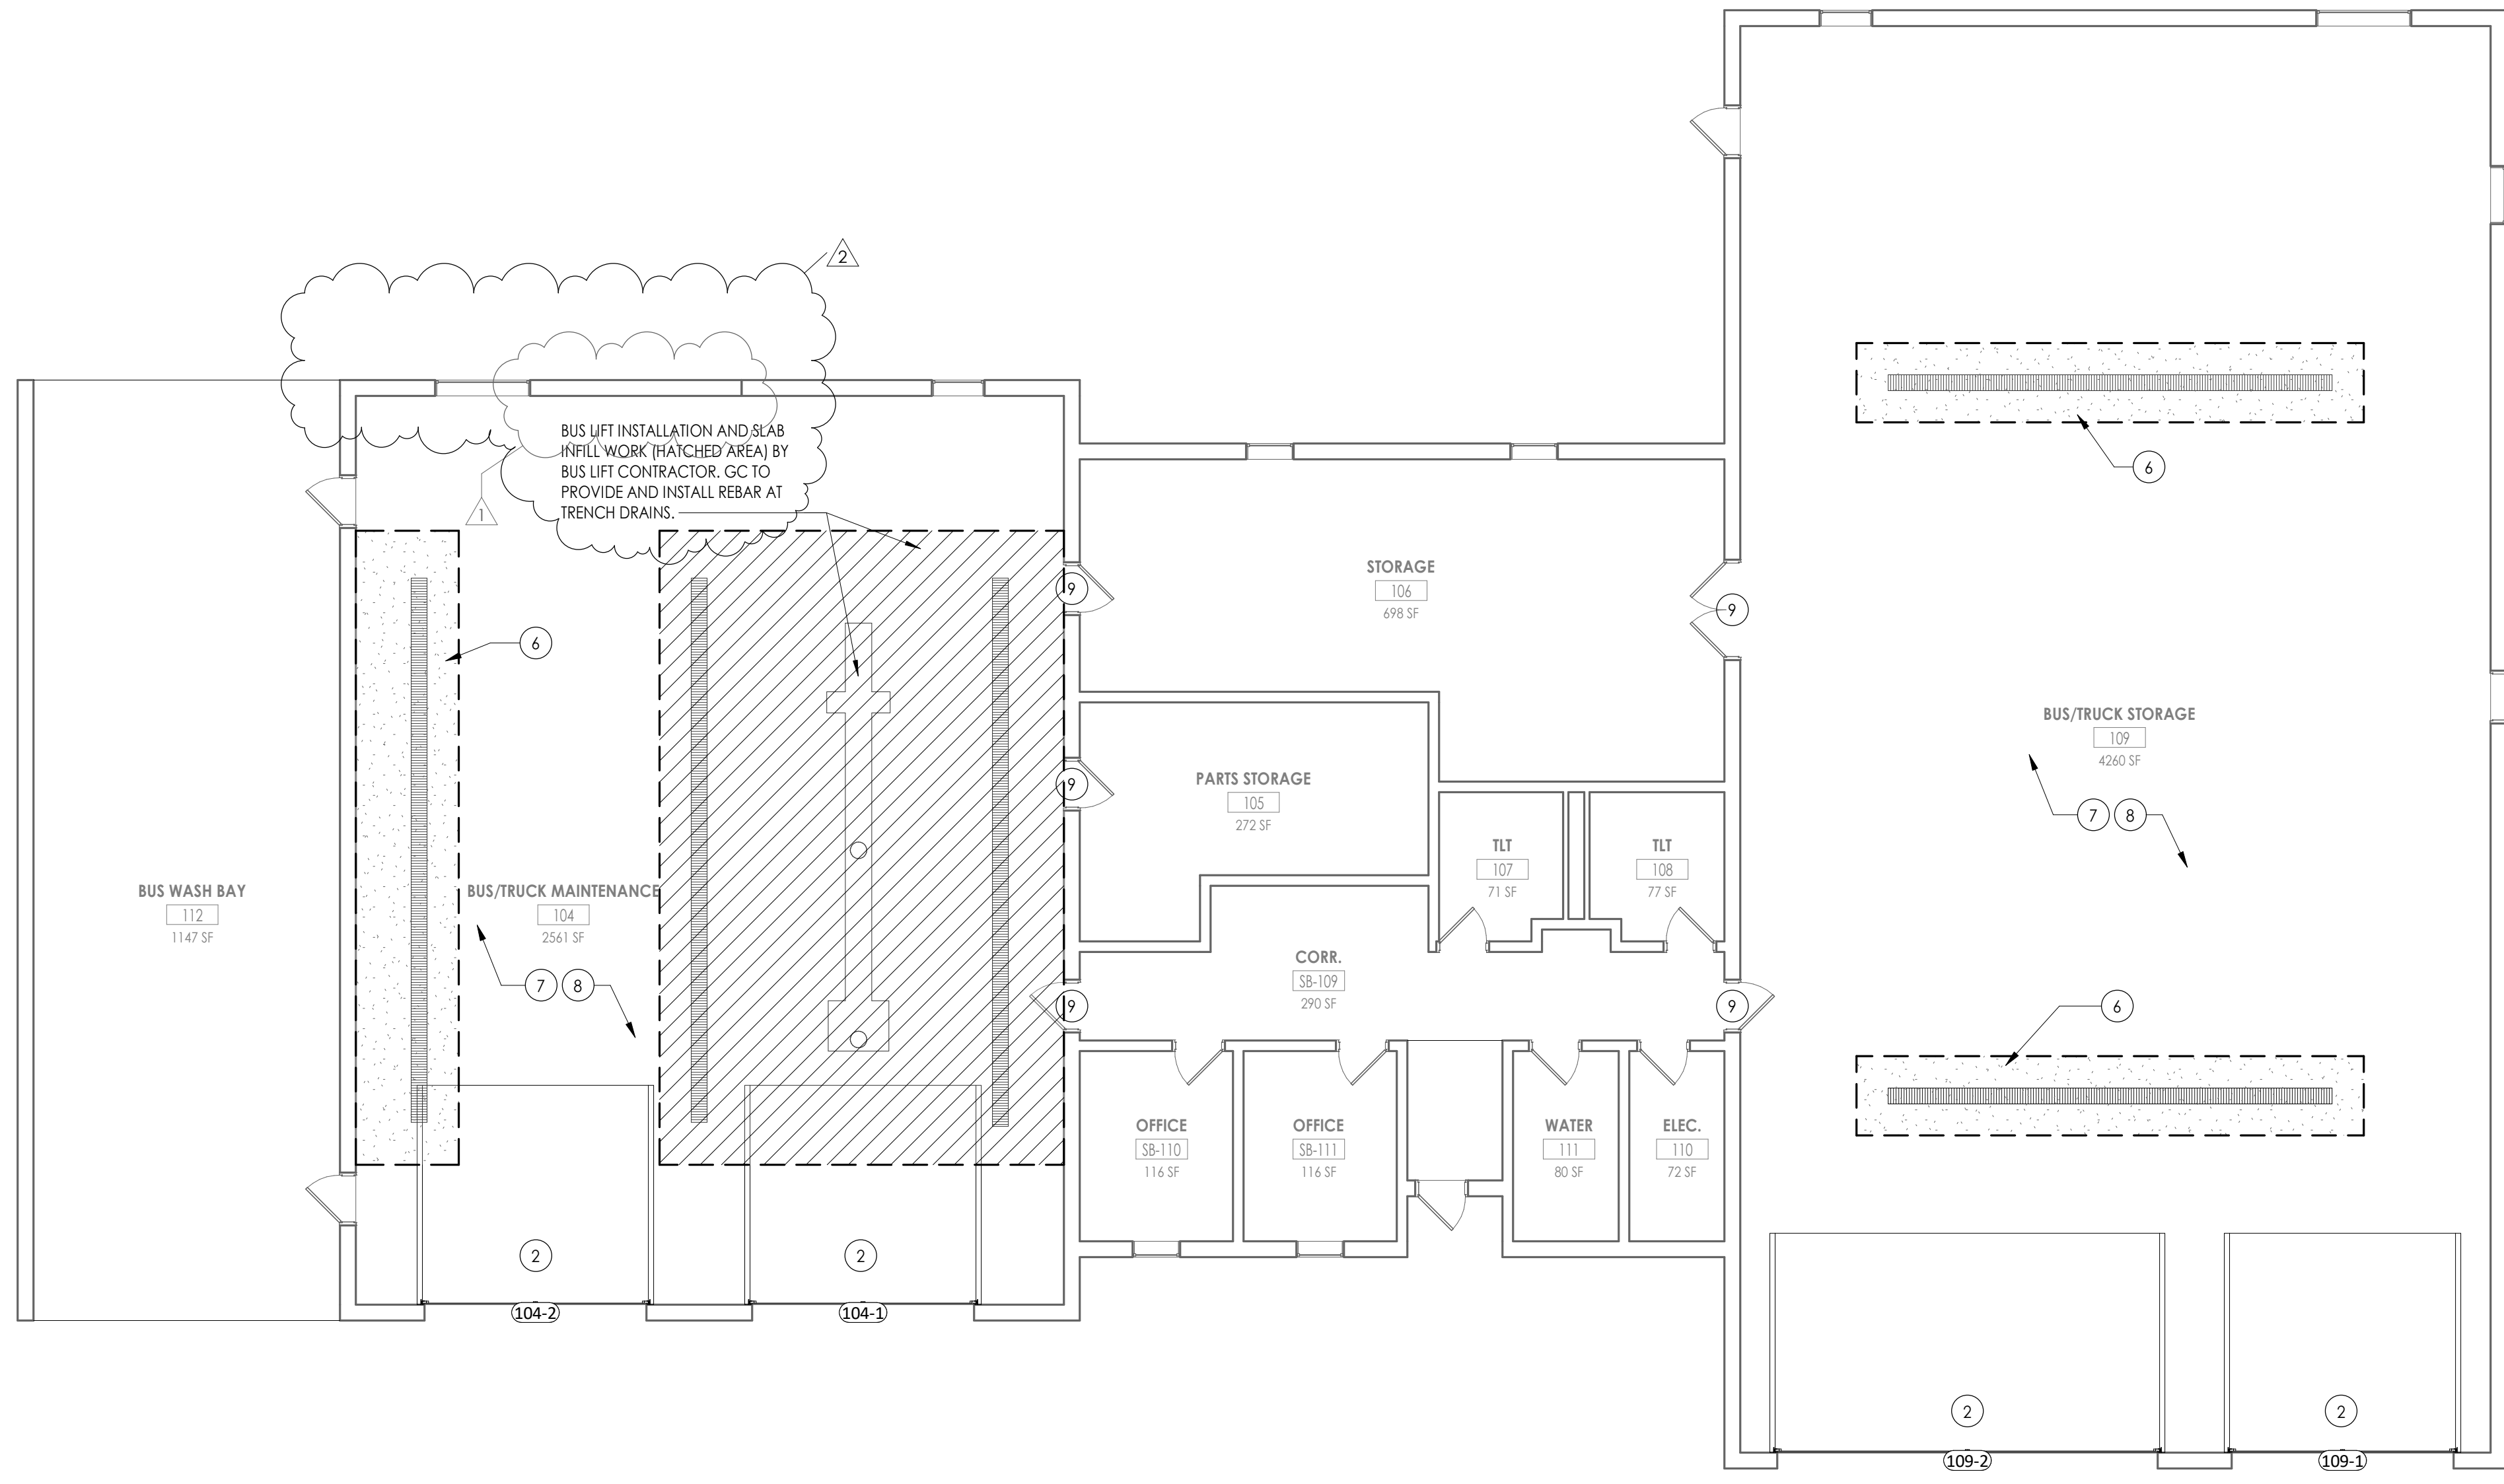 2
BUS LIFT INSTALLATION AND SLAB
INFILL WORK (HATCHED AREA) BY
BUS LIFT CONTRACTOR. GC TO
PROVIDE AND INSTALL REBAR AT
TRENCH DRAINS.
1
6
6
9
9
STORAGE
106
698 SF
BUS/TRUCK STORAGE
109
4260 SF
7
8
9
PARTS STORAGE
105
272 SF
TLT
107
71 SF
TLT
108
77 SF
BUS WASH BAY
112
1147 SF
BUS/TRUCK MAINTENANCE
104
2561 SF
7
8
CORR.
SB-109
290 SF
9
9
6
OFFICE
SB-110
116 SF
OFFICE
SB-111
116 SF
WATER
111
80 SF
ELEC.
110
72 SF
2
2
104-2
104-1
2
2
109-2
109-1